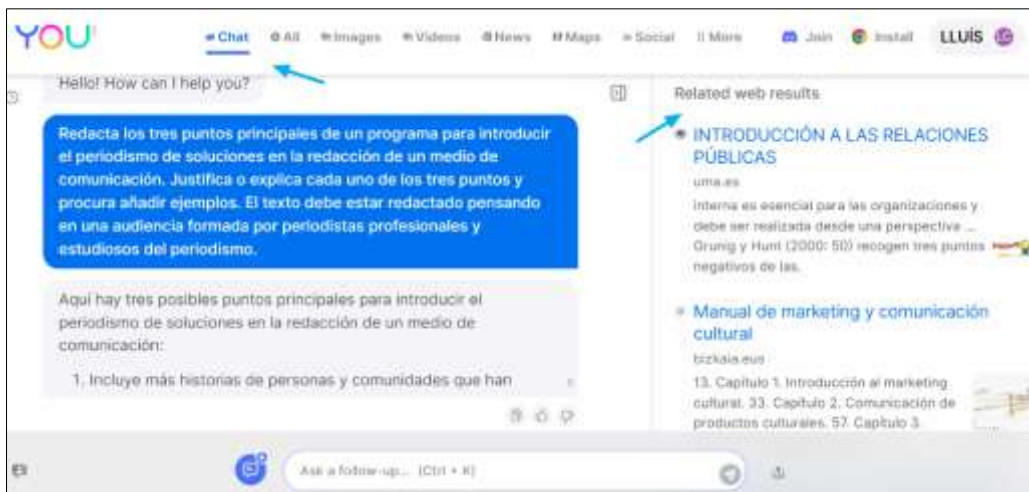 YOU
Chat All Images Videos News Maps Social More Join Install LLUÍS
Hello! How can I help you?
Related web results
Redacta los tres puntos principales de un programa para introducir
el periodismo de soluciones en la redacción de un medio de
comunicación. Justifica o explica cada uno de los tres puntos y
procura añadir ejemplos. El texto debe estar redactado pensando
en una audiencia formada por periodistas profesionales y
estudiosos del periodismo.
Aquí hay tres posibles puntos principales para introducir el
periodismo de soluciones en la redacción de un medio de
comunicación:
1. Incluye más historias de personas y comunidades que han
INTRODUCCIÓN A LAS RELACIONES
PÚBLICAS
uma.es
interna es esencial para las organizaciones y
debe ser realizada desde una perspectiva ...
Grunig y Hunt (2000: 50) recogen tres puntos
negativos de las.
Manual de marketing y comunicación
cultural
bizkaia.eus
13. Capítulo 1. Introducción al marketing
cultural. 33. Capítulo 2. Comunicación de
productos culturales. 57. Capítulo 3.
Ask a follow-up... (Ctrl + K)